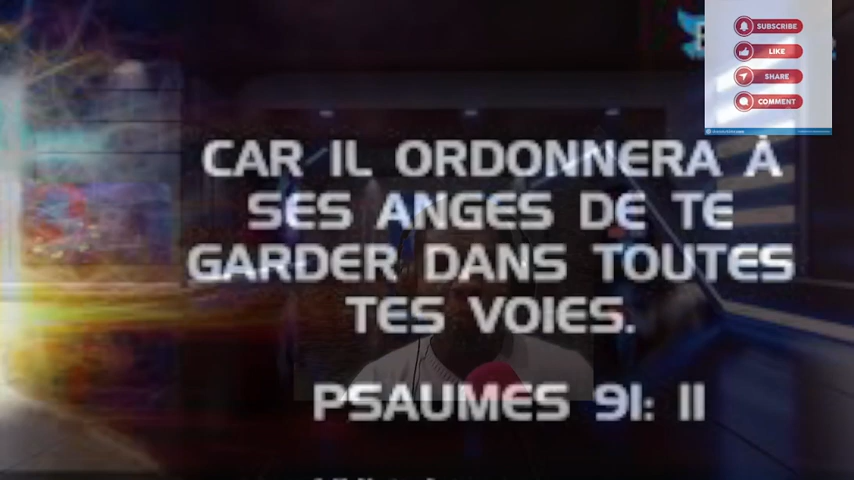 SUBSCRIBE
LIKE
SHARE
COMMENT
CAR IL ORDONNERA À
SES ANGES DE TE
GARDER DANS TOUTES
TES VOIES.
PSAUMES 91: 11